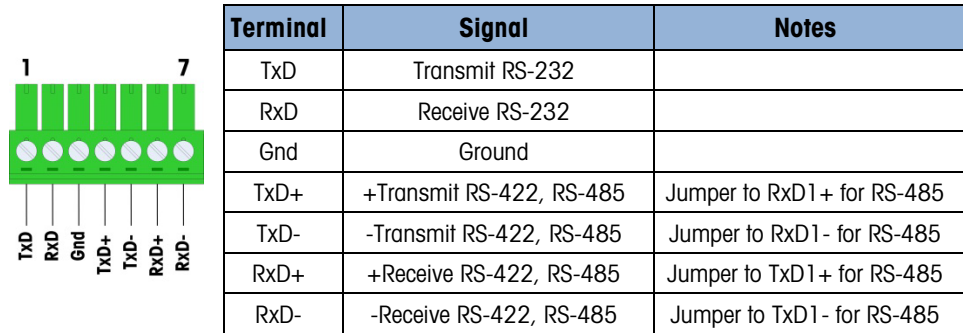 1 7
TxD RxD Gnd TxD+ TxD- RxD+ RxD-
Terminal Signal Notes
TxD Transmit RS-232
RxD Receive RS-232
Gnd Ground
TxD+ +Transmit RS-422, RS-485 Jumper to RxD1+ for RS-485
TxD- -Transmit RS-422, RS-485 Jumper to RxD1- for RS-485
RxD+ +Receive RS-422, RS-485 Jumper to TxD1+ for RS-485
RxD- -Receive RS-422, RS-485 Jumper to TxD1- for RS-485